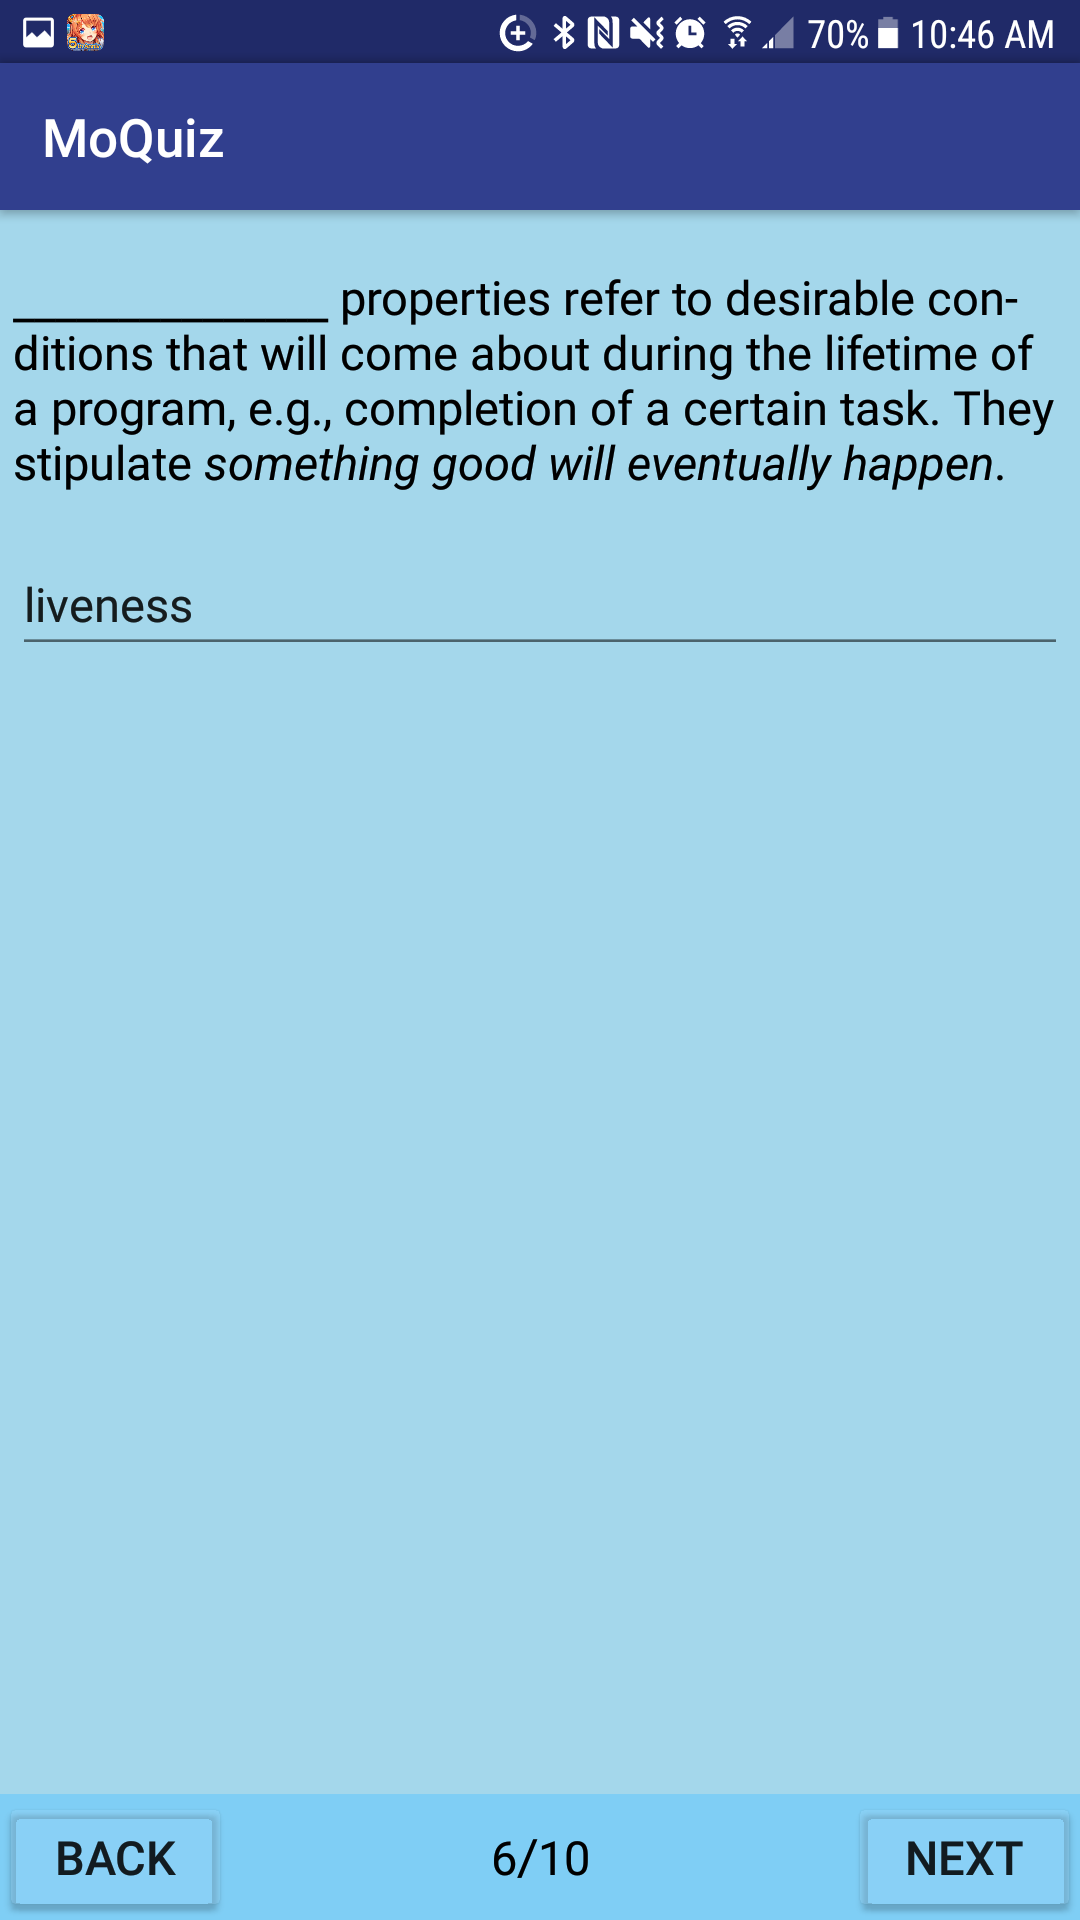 70% 10:46 AM
MoQuiz
______________ properties refer to desirable con-
ditions that will come about during the lifetime of
a program, e.g., completion of a certain task. They
stipulate something good will eventually happen.
liveness
BACK 6/10 NEXT